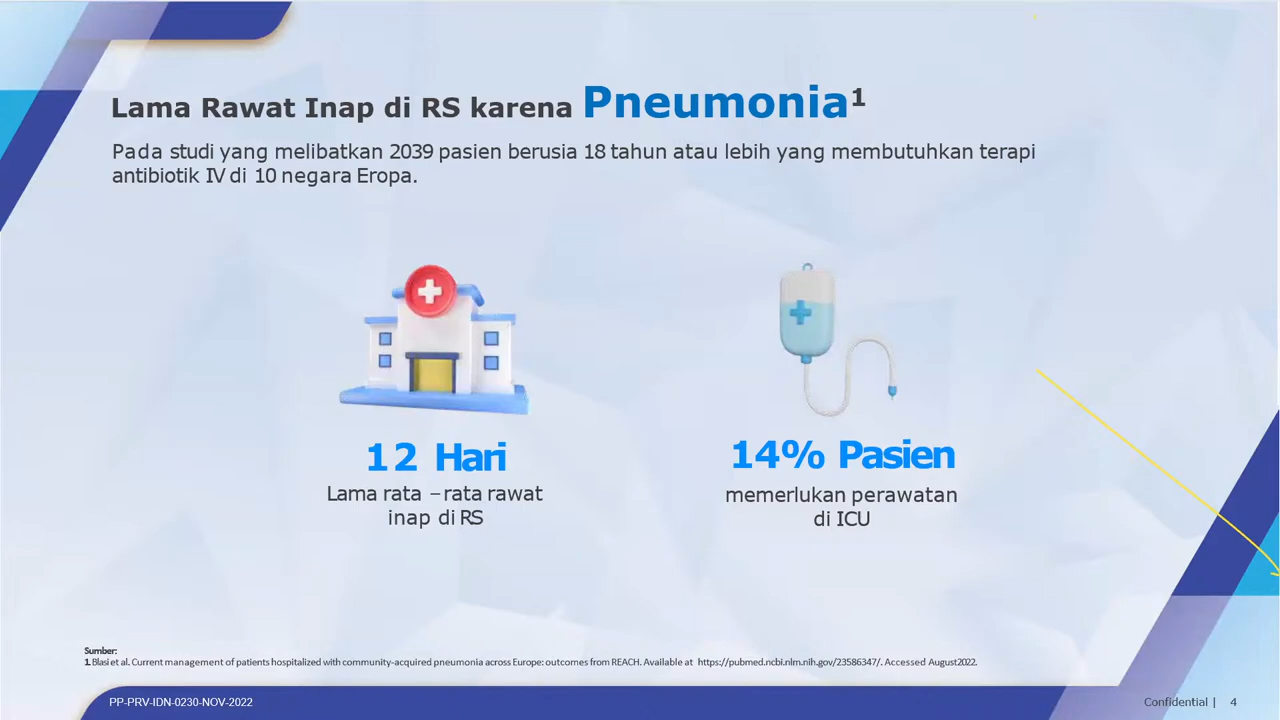 Lama Rawat Inap di RS karena Pneumonia¹
Pada studi yang melibatkan 2039 pasien berusia 18 tahun atau lebih yang membutuhkan terapi
antibiotik IV di 10 negara Eropa.
12 Hari
Lama rata –rata rawat
inap di RS
14% Pasien
memerlukan perawatan
di ICU
Sumber:
1. Blasi et al. Current management of patients hospitalized with community-acquired pneumonia across Europe: outcomes from REACH. Available at https://pubmed.ncbi.nlm.nih.gov/23586347/. Accessed August2022.
PP-PRV-IDN-0230-NOV-2022
Confidential | 4